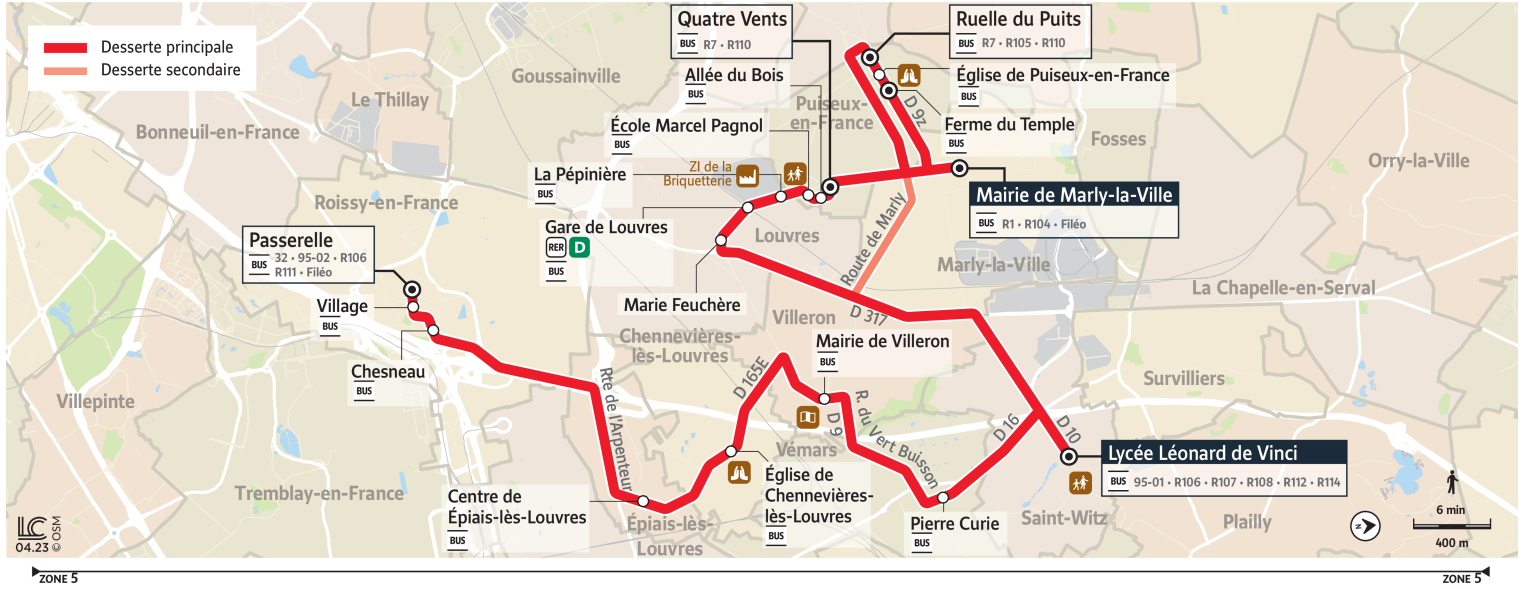 Desserte principale
Desserte secondaire
Quatre Vents
BUS R7 • R110
Ruelle du Puits
BUS R7 • R105 • R110
Allée du Bois
BUS
Église de Puiseux-en-France
BUS
Ferme du Temple
BUS
École Marcel Pagnol
BUS
La Pépinière
BUS
ZI de la
Briquetterie
Gare de Louvres
RER D
BUS
Mairie de Marly-la-Ville
BUS R1 • R104 • Filéo
Passerelle
BUS 32 • 95-02 • R106
R111 • Filéo
Village
BUS
Chesneau
BUS
Marie Feuchère
Mairie de Villeron
BUS
Centre de
Épiais-lès-Louvres
BUS
Église de
Chennevières-
lès-Louvres
BUS
Pierre Curie
BUS
Lycée Léonard de Vinci
BUS 95-01 • R106 • R107 • R108 • R112 • R114
Goussainville
Le Thillay
Bonneuil-en-France
Roissy-en-France
Puiseux-
en-France
Fosses
Orry-la-Ville
Louvres
Marly-la-Ville
La Chapelle-en-Serval
Villeron
Chennevières-
lès-Louvres
Survilliers
Villepinte
Vémars
Tremblay-en-France
Épiais-lès-
Louvres
Saint-Witz
Plailly
D 9z
Route de Marly
D 317
Rte de l'Arpenteur
D 165E
D 9
R. du Vert Buisson
D 16
D 10
N
6 min
400 m
LC
04.23 © OSM
ZONE 5
ZONE 5